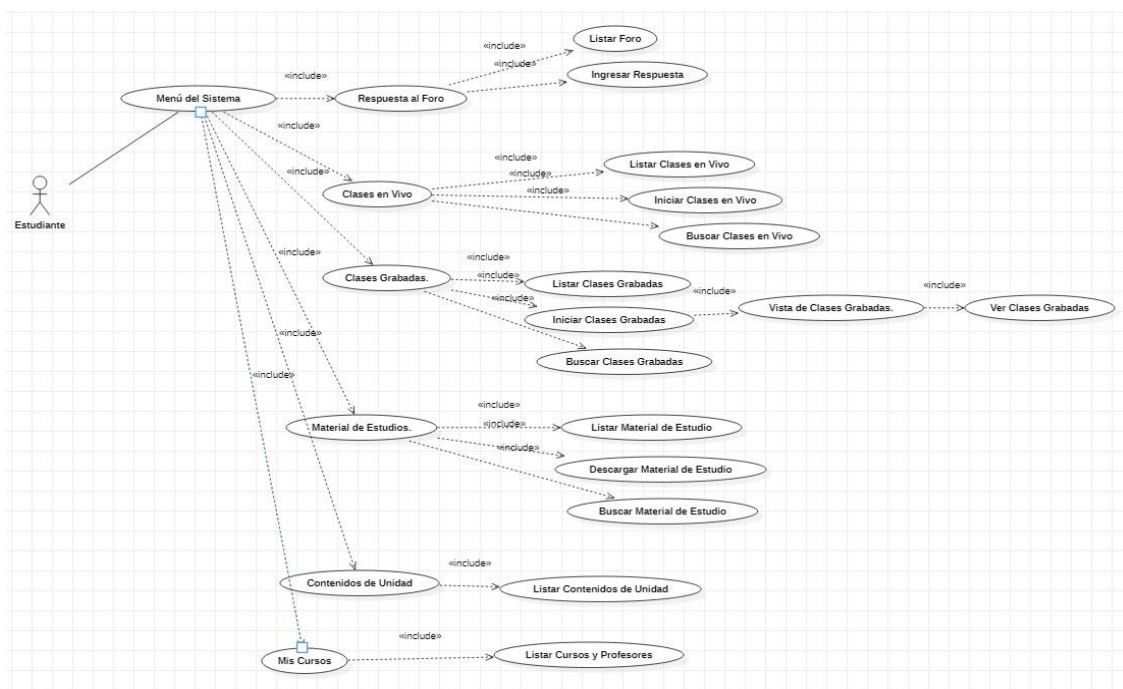 Listar Foro
«include»
«include»
Ingresar Respuesta
«include»
Menú del Sistema
Respuesta al Foro
«include»
«include»
Listar Clases en Vivo
«include»
«include»
«include»
Clases en Vivo
Iniciar Clases en Vivo
Estudiante
Buscar Clases en Vivo
«include»
«include»
«include»
Clases Grabadas.
Listar Clases Grabadas
«include»
«include»
«include»
Iniciar Clases Grabadas
Vista de Clases Grabadas.
Ver Clases Grabadas
«include»
Buscar Clases Grabadas
«include»
«include»
Material de Estudios.
«include»
Listar Material de Estudio
«include»
Descargar Material de Estudio
Buscar Material de Estudio
«include»
Contenidos de Unidad
Listar Contenidos de Unidad
«include»
Mis Cursos
Listar Cursos y Profesores